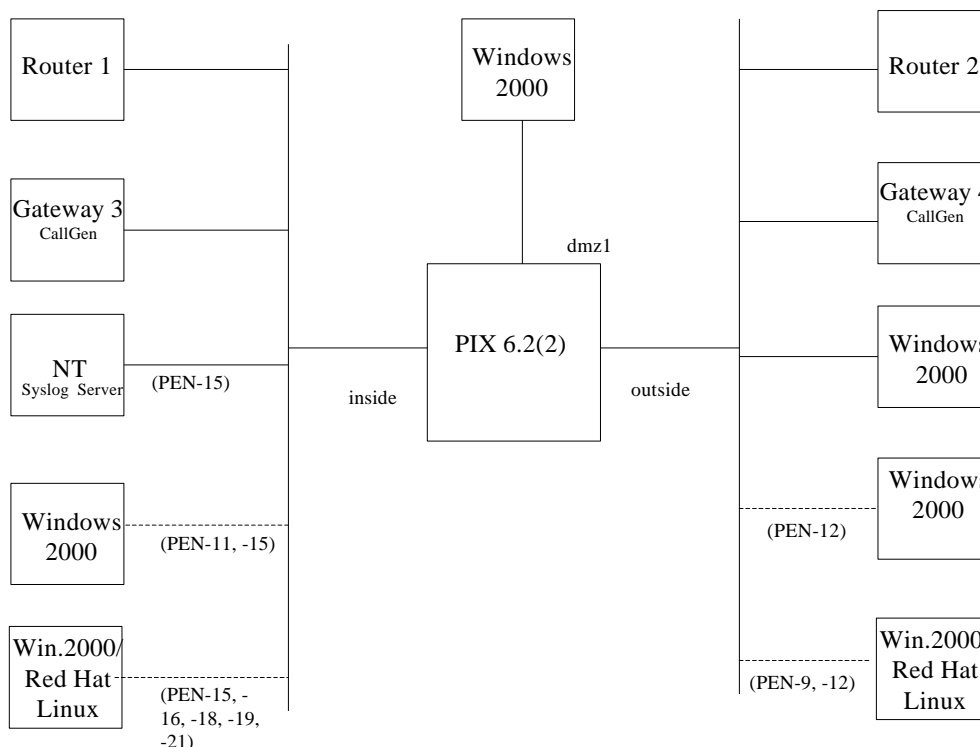 Router 1
Gateway 3
CallGen
NT
Syslog Server
(PEN-15)
Windows
2000
(PEN-11, -15)
Win.2000/
Red Hat
Linux
(PEN-15, -
16, -18, -19,
-21)
Windows
2000
dmz1
PIX 6.2(2)
inside
outside
Router 2
Gateway 4
CallGen
Windows
2000
Windows
2000
(PEN-12)
Win.2000
Red Hat
Linux
(PEN-9, -12)